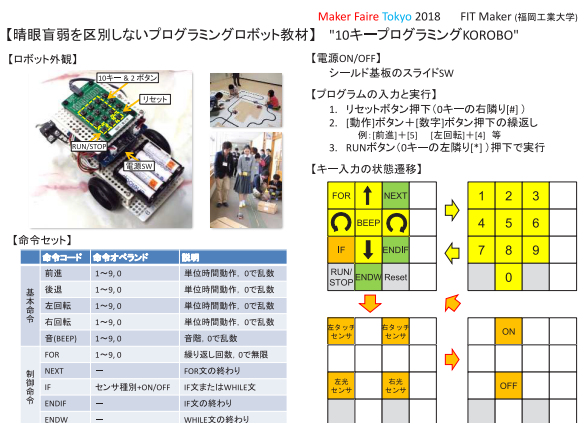 Maker Faire Tokyo 2018 FIT Maker (福岡工業大学)
【晴眼盲弱を区別しないプログラミングロボット教材】 "10キープログラミングKOROBO"
【ロボット外観】
10キー & 2 ボタン
リセット
RUN/STOP
電源SW
【電源ON/OFF】
シールド基板のスライドSW
【プログラムの入力と実行】
1. リセットボタン押下(0キーの右隣り[#] )
2. [動作]ボタン+[数字]ボタン押下の繰返し
例:[前進]+[5] [左回転]+[4] 等
3. RUNボタン(0キーの左隣り[*] )押下で実行
【キー入力の状態遷移】
FOR NEXT
BEEP
IF ENDIF
RUN/STOP ENDW Reset
1 2 3
4 5 6
7 8 9
0
左タッチセンサ 右タッチセンサ
左光センサ 右光センサ
ON
OFF
【命令セット】
命令コード 命令オペランド 説明
基本命令
前進 1~9, 0 単位時間動作, 0で乱数
後退 1~9, 0 単位時間動作, 0で乱数
左回転 1~9, 0 単位時間動作, 0で乱数
右回転 1~9, 0 単位時間動作, 0で乱数
音(BEEP) 1~9, 0 音階, 0で乱数
制御命令
FOR 1~9, 0 繰り返し回数, 0で無限
NEXT ー FOR文の終わり
IF センサ種別+ON/OFF IF文またはWHILE文
ENDIF ー IF文の終わり
ENDW ー WHILE文の終わり